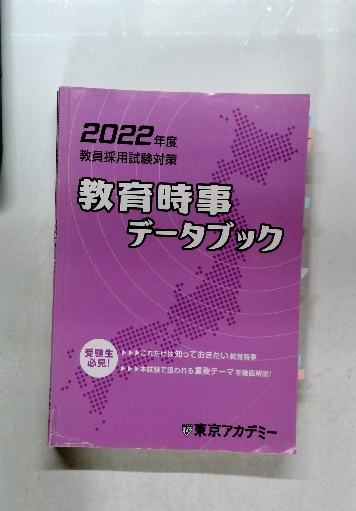 2022年度
教員採用試験対策
教育時事
データブック
受験生
必見!
▶▶▶これだけは知っておきたい教育時事
▶▶▶本試験で狙われる重要テーマを徹底解説!
東京アカデミー